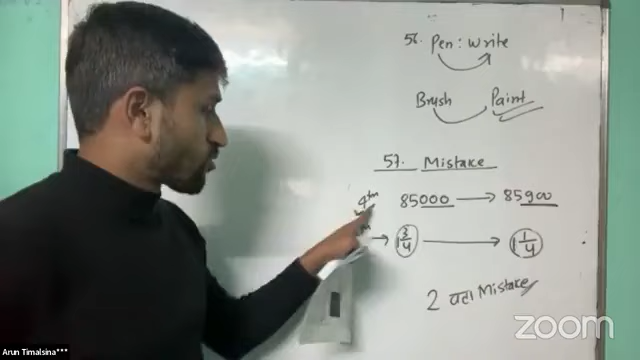 56. Pen : Write
Brush Paint
57. Mistake
4th 85000 → 85900
→ 1 3/4 → 1 1/4
2 वटा Mistake
zoom
Arun Timalsina***